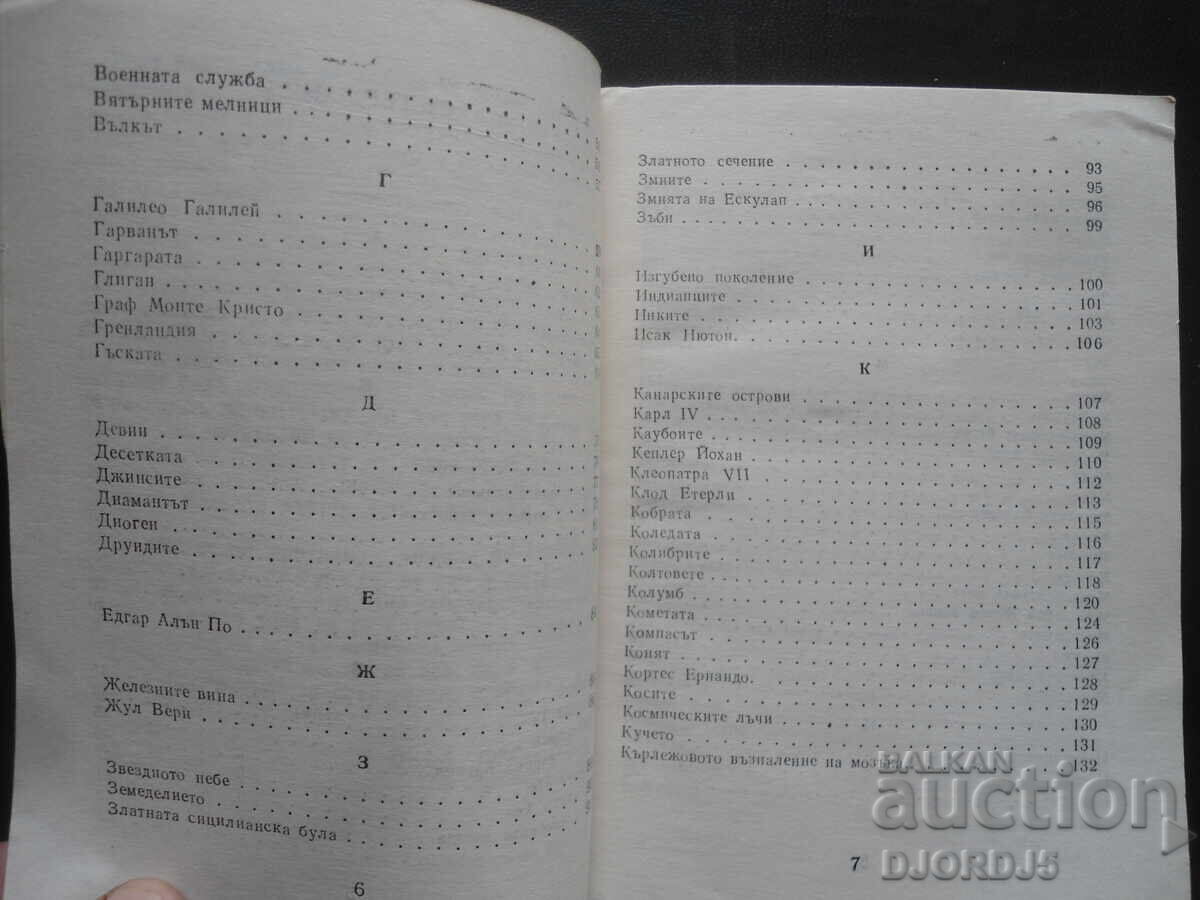 Военната служба
Вятърните мелници
Вълкът
Г
Галилео Галилей
Гарванът
Гаргарата
Глиган
Граф Монте Кристо
Гренландия
Гъската
Д
Девин
Десетката
Джинсите
Диамантът
Диоген
Друидите
Е
Едгар Алън По
Ж
Железните вина
Жул Верн
З
Звездното небе
Земеделието
Златната сицилианска була
6
Златното сечение 93
Змиите 95
Змията на Ескулап 96
Зъби 99
И
Изгубено поколение 100
Индианците 101
Инките 103
Исак Нютон 106
К
Канарските острови 107
Карл IV 108
Каубоите 109
Кеплер Йохан 110
Клеопатра VII 112
Клод Етерли 113
Кобрата 115
Коледата 116
Колибрите 117
Колтовете 118
Колумб 120
Кометата 124
Компасът 126
Конят 127
Кортес Ернандо 128
Косите 129
Космическите лъчи 130
Кучето 131
Кърлежовото възпаление на мозъка 132
7
BALKAN
auction
DJORDJ5